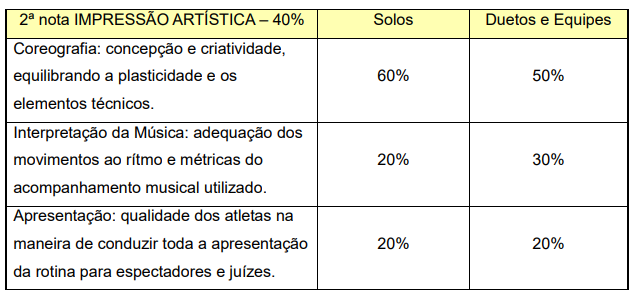 2ª nota IMPRESSÃO ARTÍSTICA – 40% Solos Duetos e Equipes
Coreografia: concepção e criatividade,
equilibrando a plasticidade e os 60% 50%
elementos técnicos.
Interpretação da Música: adequação dos
movimentos ao rítmo e métricas do 20% 30%
acompanhamento musical utilizado.
Apresentação: qualidade dos atletas na
maneira de conduzir toda a apresentação 20% 20%
da rotina para espectadores e juízes.